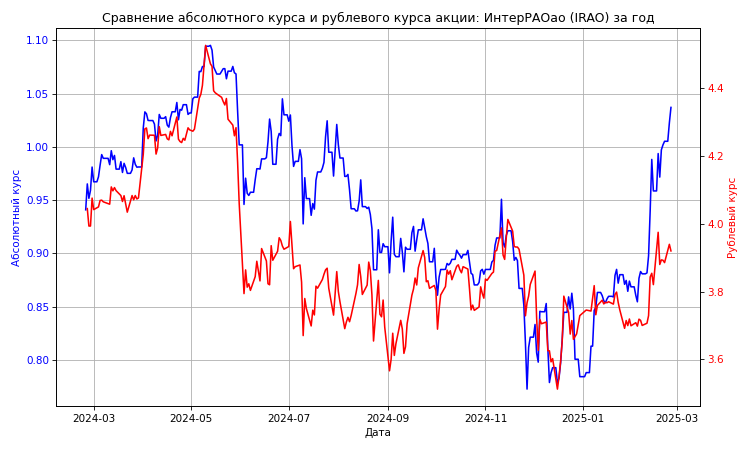 Сравнение абсолютного курса и рублевого курса акции: ИнтерРАОао (IRAO) за год
1.10
1.05
1.00
0.95
0.90
0.85
0.80
Абсолютный курс
4.4
4.2
4.0
3.8
3.6
Рублевый курс
2024-03 2024-05 2024-07 2024-09 2024-11 2025-01 2025-03
Дата